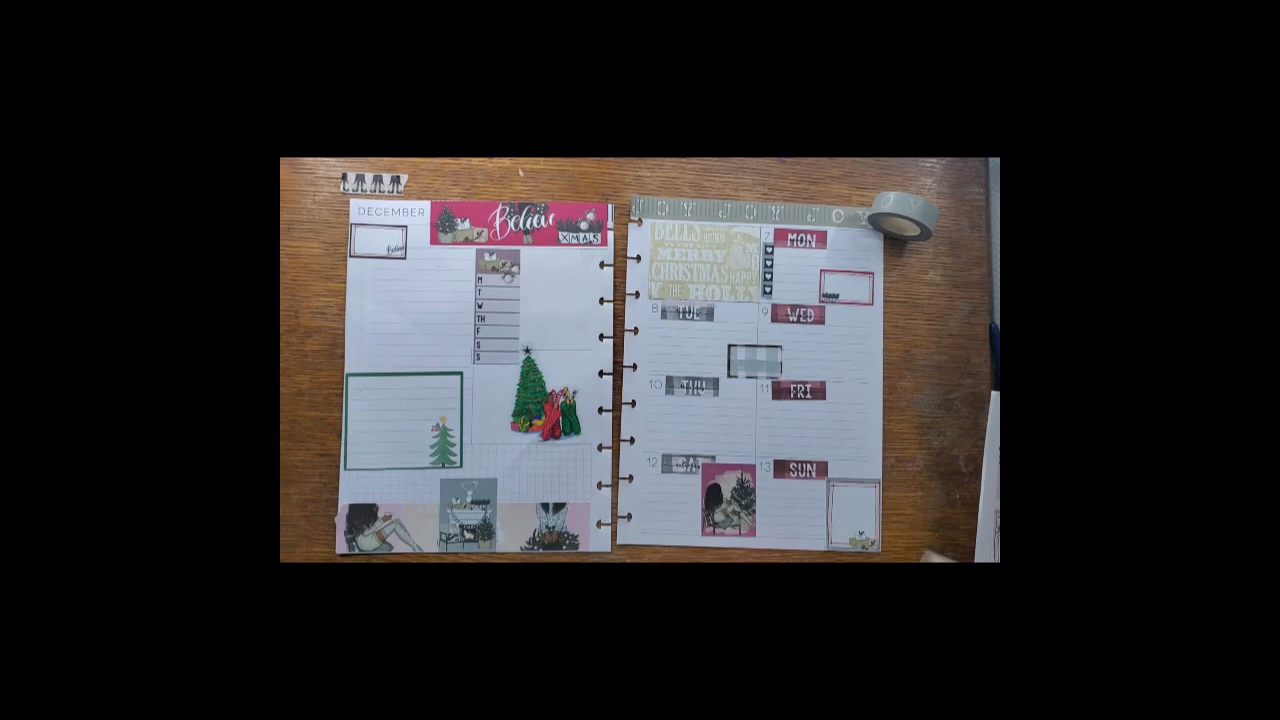 DECEMBER
Believe
XMAS
Believe
M
T
W
TH
F
S
S
JOY JOY JOY
BELLS
MERRY
CHRISTMAS HAPPY
THE HOLLY
7 MON
8 TUE
9 WED
10 THU
11 FRI
12 SAT
13 SUN